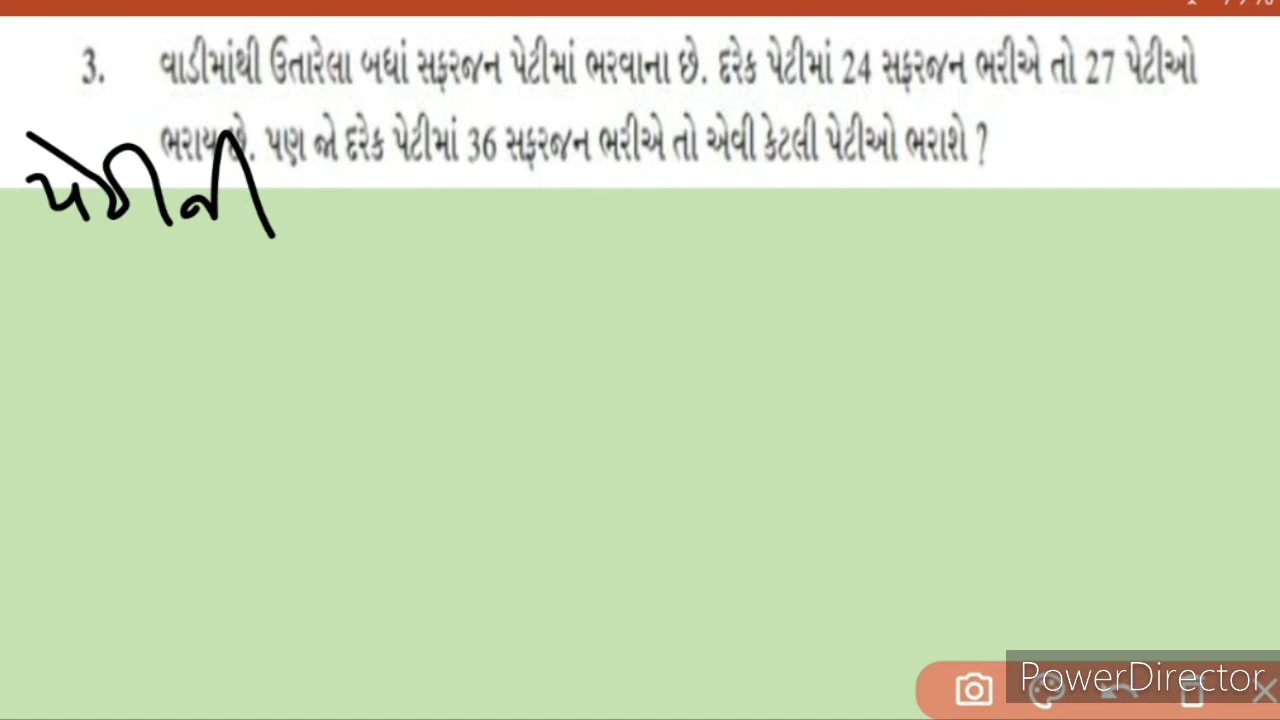 3. વાડીમાંથી ઉતારેલા બધાં સફરજન પેટીમાં ભરવાના છે. દરેક પેટીમાં 24 સફરજન ભરીએ તો 27 પેટીઓ
ભરાય છે. પણ જો દરેક પેટીમાં 36 સફરજન ભરીએ તો એવી કેટલી પેટીઓ ભરાશે ?
પેટીની
PowerDirector